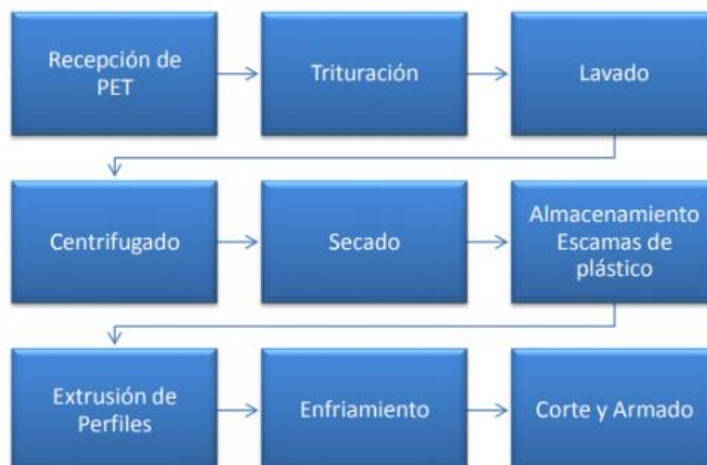 Recepción de
PET
Trituración
Lavado
Centrifugado
Secado
Almacenamiento
Escamas de
plástico
Extrusión de
Perfiles
Enfriamiento
Corte y Armado